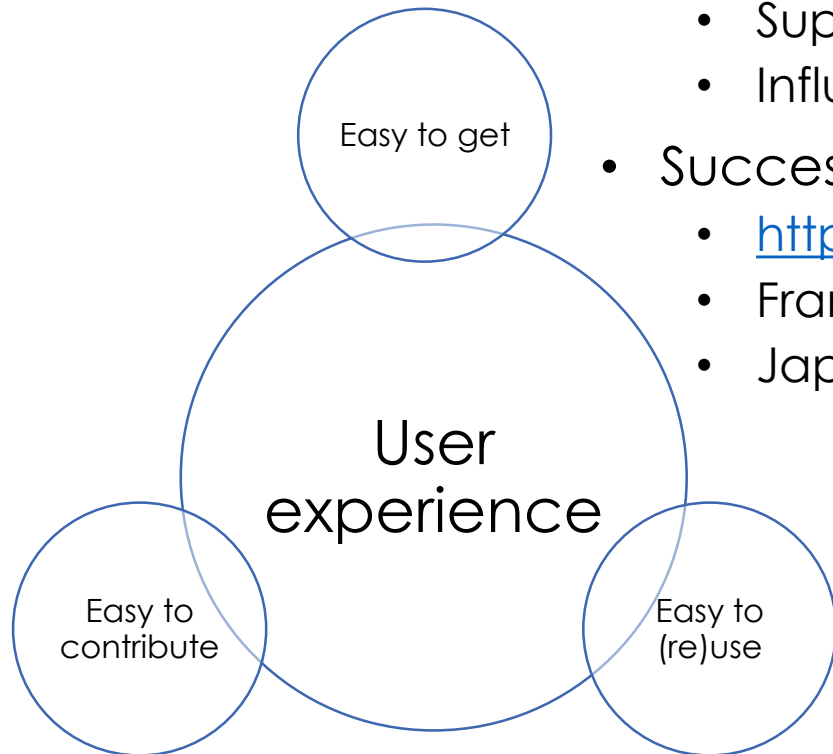 Easy to get
User
experience
Easy to
contribute
Easy to
(re)use
•
•
•
•
•
•